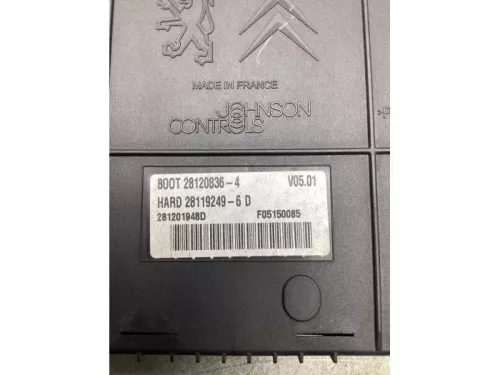 MADE IN FRANCE
JOHNSON
CONTROLS
BOOT 28120836-4 V05.01
HARD 28119249-6 D
281201948D F05150085